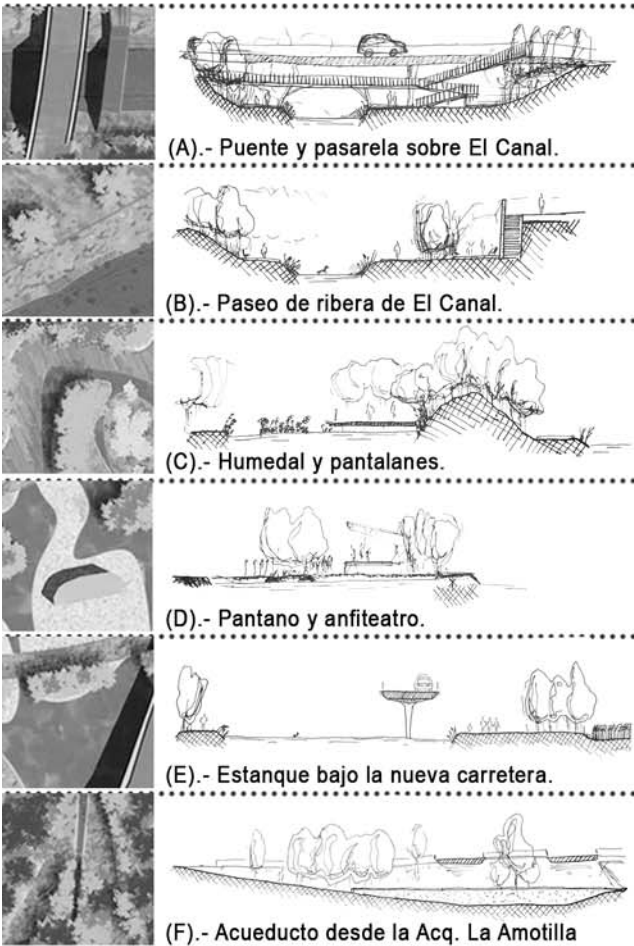 (A).- Puente y pasarela sobre El Canal.
(B).- Paseo de ribera de El Canal.
(C).- Humedal y pantalanes.
(D).- Pantano y anfiteatro.
(E).- Estanque bajo la nueva carretera.
(F).- Acueducto desde la Acq. La Amotilla